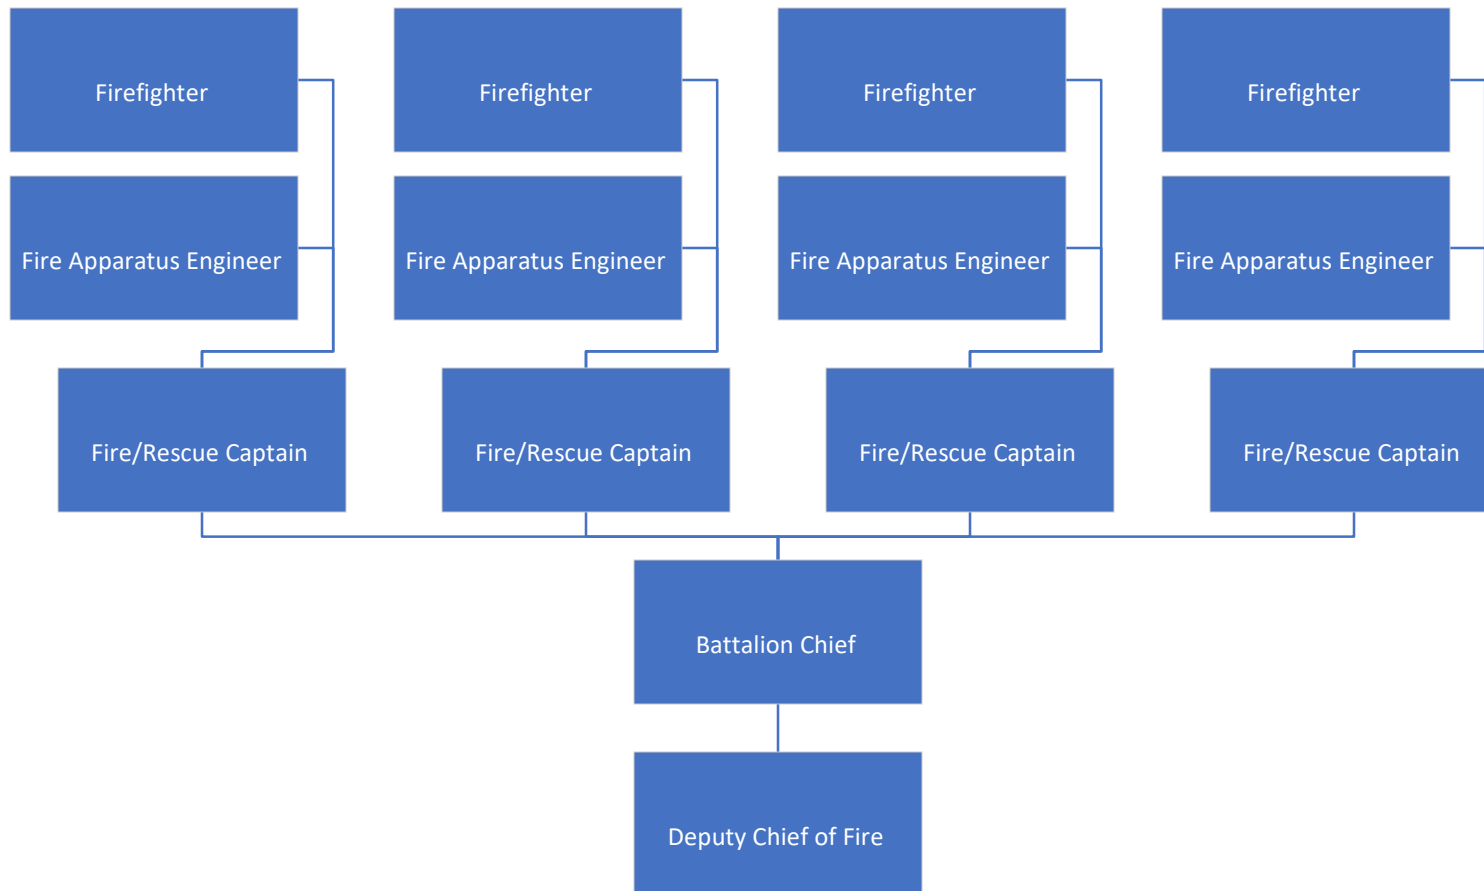 Firefighter
Firefighter
Firefighter
Firefighter
Fire Apparatus Engineer
Fire Apparatus Engineer
Fire Apparatus Engineer
Fire Apparatus Engineer
Fire/Rescue Captain
Fire/Rescue Captain
Fire/Rescue Captain
Fire/Rescue Captain
Battalion Chief
Deputy Chief of Fire